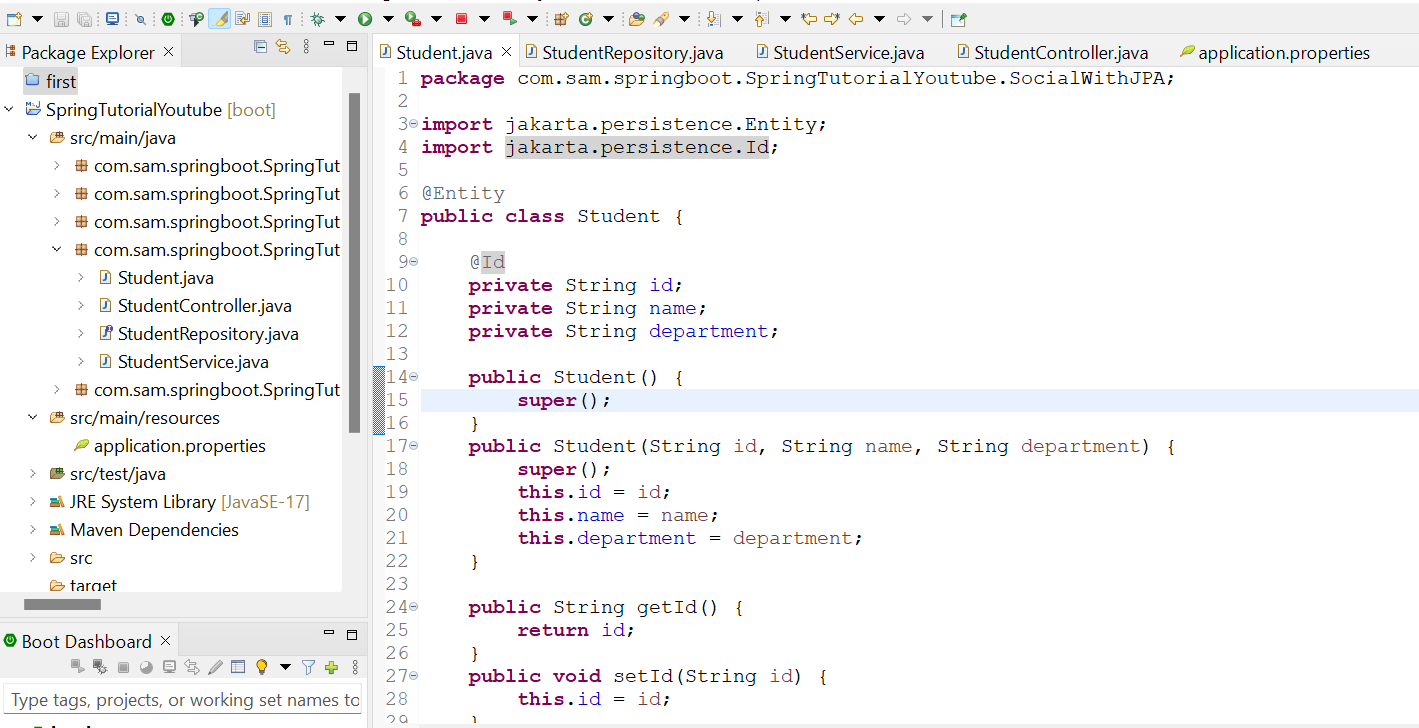 Package Explorer
first
SpringTutorialYoutube [boot]
src/main/java
com.sam.springboot.SpringTut
com.sam.springboot.SpringTut
com.sam.springboot.SpringTut
com.sam.springboot.SpringTut
Student.java
StudentController.java
StudentRepository.java
StudentService.java
com.sam.springboot.SpringTut
src/main/resources
application.properties
src/test/java
JRE System Library [JavaSE-17]
Maven Dependencies
src
target
Boot Dashboard
Type tags, projects, or working set names to
Student.java StudentRepository.java StudentService.java StudentController.java application.properties
1 package com.sam.springboot.SpringTutorialYoutube.SocialWithJPA;
2
3 import jakarta.persistence.Entity;
4 import jakarta.persistence.Id;
5
6 @Entity
7 public class Student {
8
9 @Id
10 private String id;
11 private String name;
12 private String department;
13
14 public Student() {
15 super();
16 }
17 public Student(String id, String name, String department) {
18 super();
19 this.id = id;
20 this.name = name;
21 this.department = department;
22 }
23
24 public String getId() {
25 return id;
26 }
27 public void setId(String id) {
28 this.id = id;
29 }